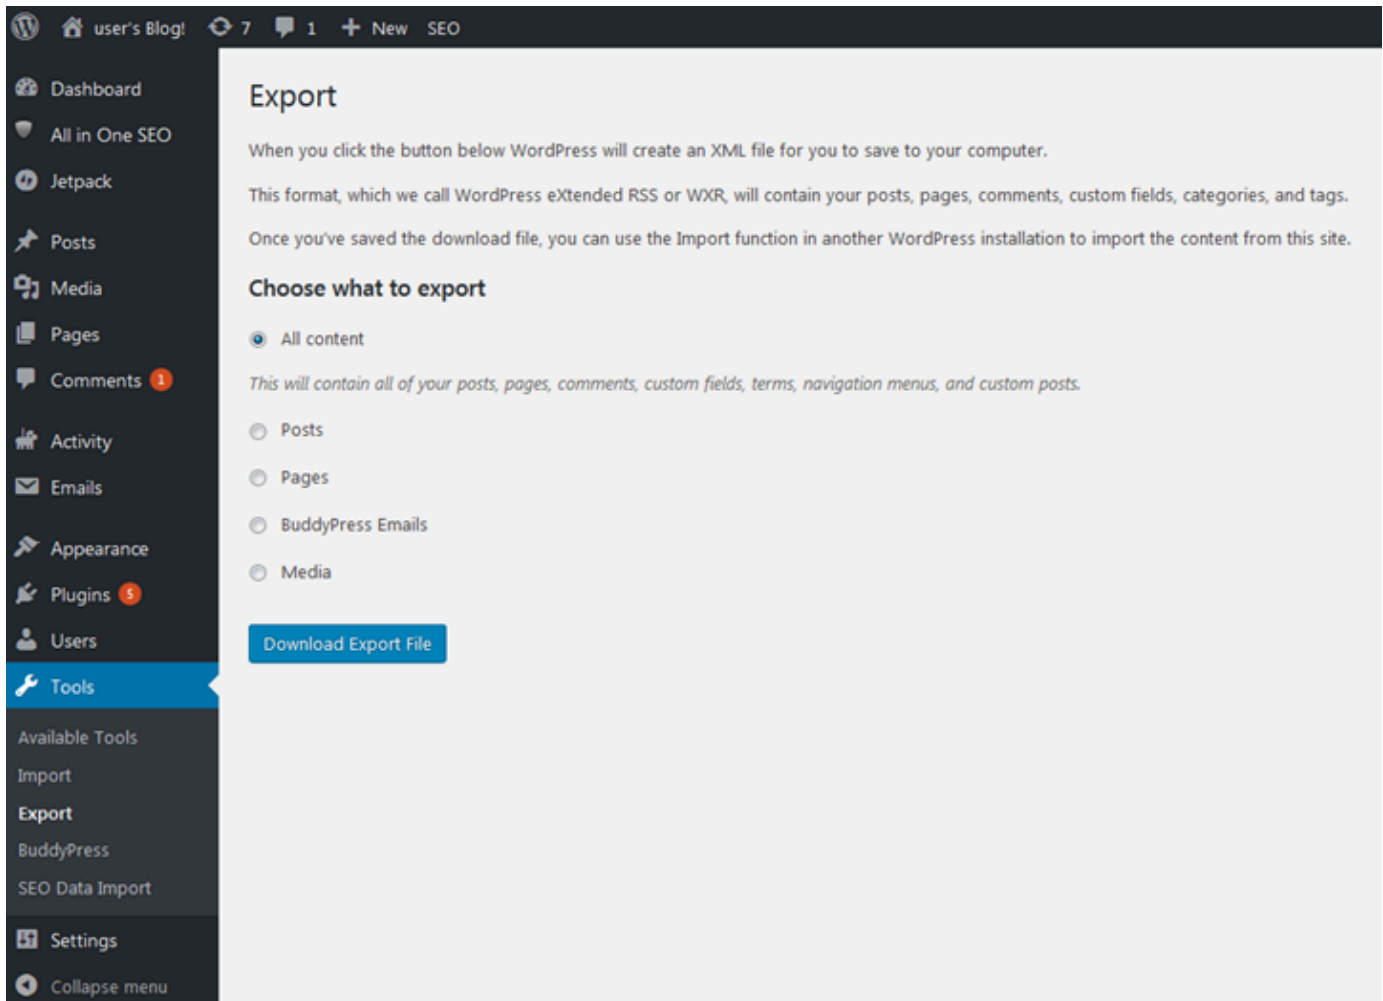 user's Blog! 7 1 New SEO
Dashboard
All in One SEO
Jetpack
Posts
Media
Pages
Comments 1
Activity
Emails
Appearance
Plugins 5
Users
Tools
Available Tools
Import
Export
BuddyPress
SEO Data Import
Settings
Collapse menu
Export
When you click the button below WordPress will create an XML file for you to save to your computer.
This format, which we call WordPress eXtended RSS or WXR, will contain your posts, pages, comments, custom fields, categories, and tags.
Once you've saved the download file, you can use the Import function in another WordPress installation to import the content from this site.
Choose what to export
All content
This will contain all of your posts, pages, comments, custom fields, terms, navigation menus, and custom posts.
Posts
Pages
BuddyPress Emails
Media
Download Export File